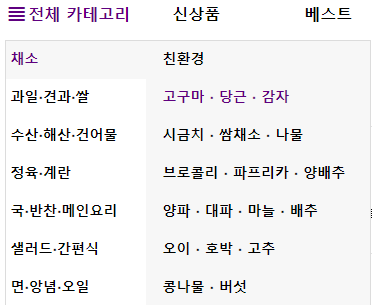 전체 카테고리 신상품 베스트
채소 친환경
과일·견과·쌀 고구마 · 당근 · 감자
수산·해산·건어물 시금치 · 쌈채소 · 나물
정육·계란 브로콜리 · 파프리카 · 양배추
국·반찬·메인요리 양파 · 대파 · 마늘 · 배추
샐러드·간편식 오이 · 호박 · 고추
면·양념·오일 콩나물 · 버섯